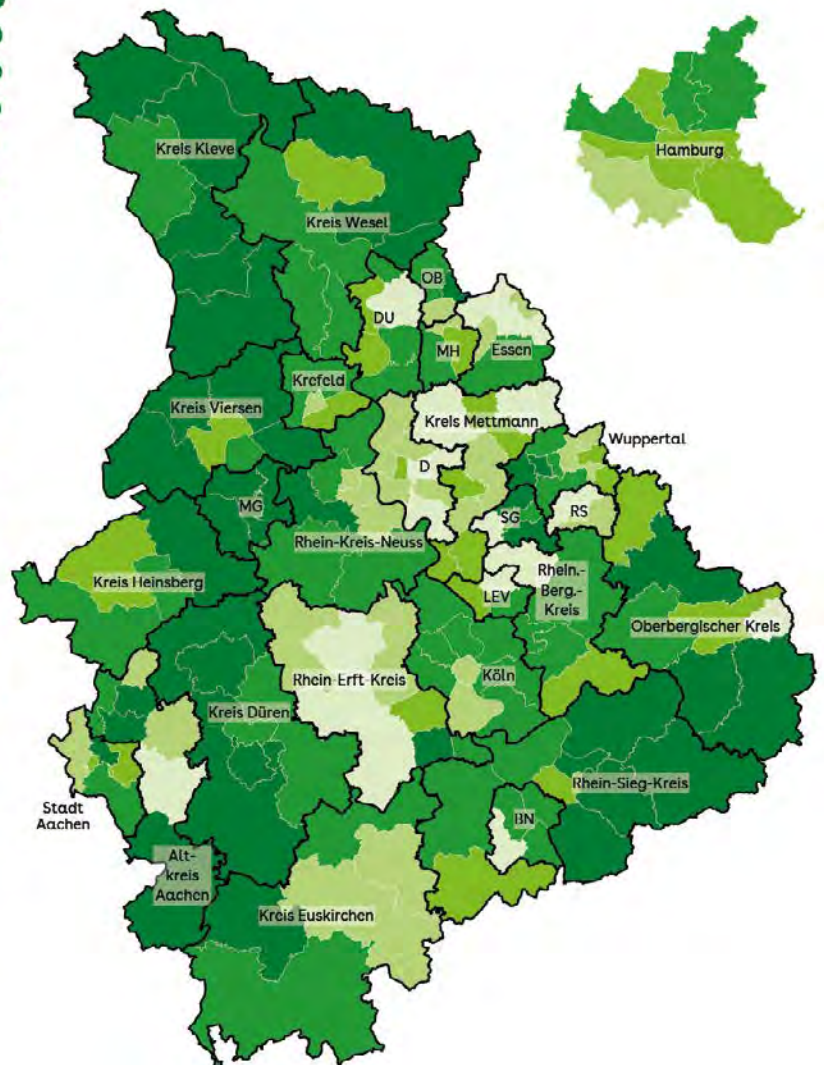 Kreis Kleve
Hamburg
Kreis Wesel
OB
DU
MH
Essen
Krefeld
Kreis Viersen
Kreis Mettmann
Wuppertal
D
MG
SG
RS
Rhein-Kreis-Neuss
Kreis Heinsberg
Rhein.-
Berg.-
Kreis
LEV
Oberbergischer Kreis
Köln
Rhein-Erft-Kreis
Kreis Düren
Rhein-Sieg-Kreis
Stadt
Aachen
BN
Alt-
kreis
Aachen
Kreis Euskirchen